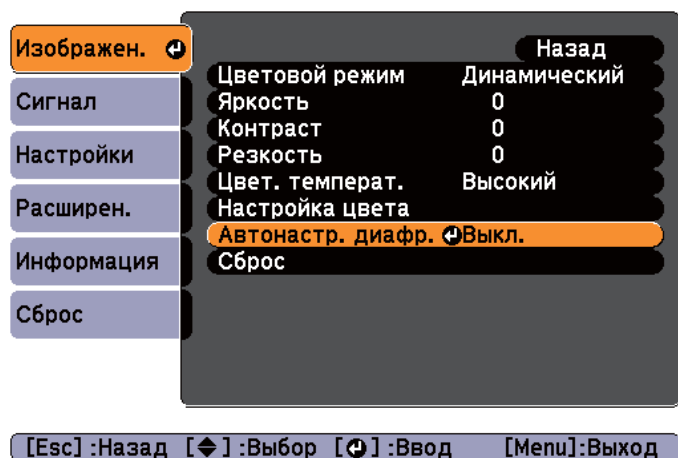 Изображен.
Сигнал
Настройки
Расширен.
Информация
Сброс
Назад
Цветовой режим Динамический
Яркость 0
Контраст 0
Резкость 0
Цвет. температ. Высокий
Настройка цвета
Автонастр. диафр. Выкл.
Сброс
[Esc] :Назад [◆] :Выбор [⏎] :Ввод [Menu]:Выход